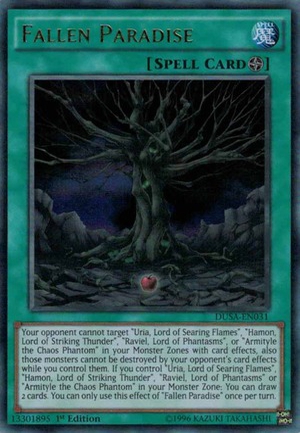 FALLEN PARADISE
SPELL
[SPELL CARD]
DUSA-EN031
Your opponent cannot target "Uria, Lord of Searing Flames", "Hamon,
Lord of Striking Thunder", "Raviel, Lord of Phantasms", or "Armityle
the Chaos Phantom" in your Monster Zones with card effects, also
those monsters cannot be destroyed by your opponent's card effects
while you control them. If you control "Uria, Lord of Searing Flames",
"Hamon, Lord of Striking Thunder", "Raviel, Lord of Phantasms" or
"Armityle the Chaos Phantom" in your Monster Zone: You can draw 2
cards. You can only use this effect of "Fallen Paradise" once per turn.
13301895 1st Edition ©1996 KAZUKI TAKAHASHI